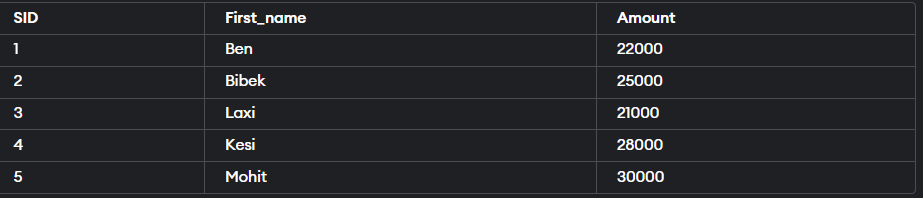 SID First_name Amount
1 Ben 22000
2 Bibek 25000
3 Laxi 21000
4 Kesi 28000
5 Mohit 30000